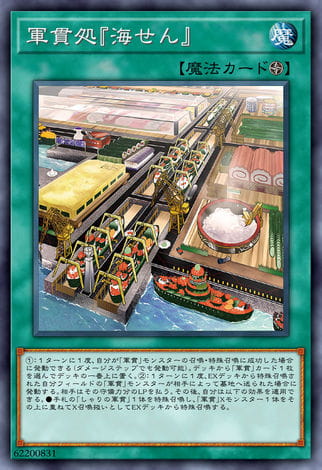 軍貫処『海せん』
魔
【魔法カード】
①：1ターンに1度、自分が「軍貫」モンスターの召喚・特殊召喚に成功した場合
に発動できる(ダメージステップでも発動可能)。デッキから「軍貫」カード1枚
を選んでデッキの一番上に置く。②：1ターンに1度、EXデッキから特殊召喚さ
れた自分フィールドの「軍貫」モンスターが相手によって墓地へ送られた場合に
発動する。相手はその守備力分のLPを払う。その後、自分は以下の効果を適用で
きる。●手札の「しゃりの軍貫」1体を特殊召喚し、「軍貫」Xモンスター1体をそ
の上に重ねてX召喚扱いとしてEXデッキから特殊召喚する。
62200831